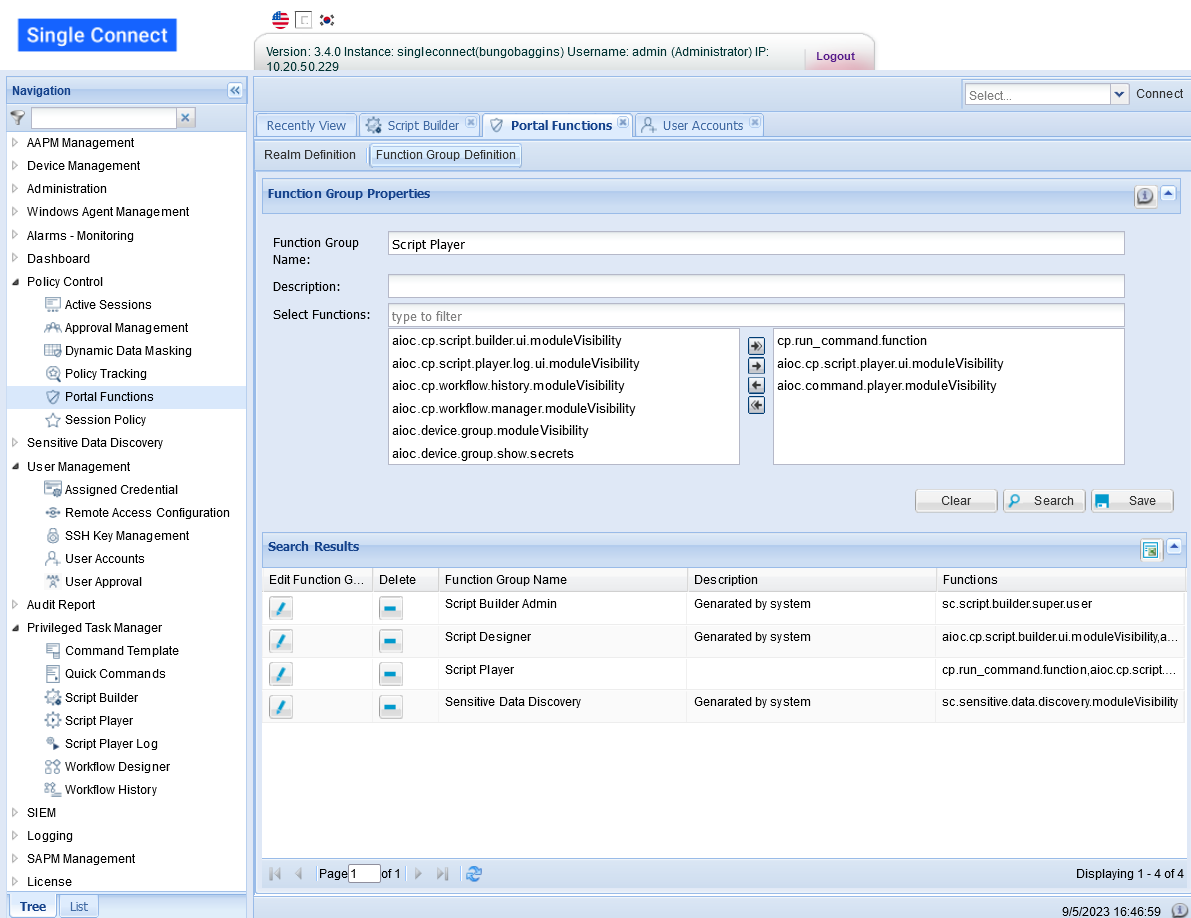 Single Connect
Version: 3.4.0 Instance: singleconnect(bungobaggins) Username: admin (Administrator) IP:
10.20.50.229
Logout
Navigation
Select...
Connect
Recently View
Script Builder
Portal Functions
User Accounts
Realm Definition
Function Group Definition
AAPM Management
Device Management
Administration
Windows Agent Management
Alarms - Monitoring
Dashboard
Policy Control
Active Sessions
Approval Management
Dynamic Data Masking
Policy Tracking
Portal Functions
Session Policy
Sensitive Data Discovery
User Management
Assigned Credential
Remote Access Configuration
SSH Key Management
User Accounts
User Approval
Audit Report
Privileged Task Manager
Command Template
Quick Commands
Script Builder
Script Player
Script Player Log
Workflow Designer
Workflow History
SIEM
Logging
SAPM Management
License
Tree
List
Function Group Properties
Function Group
Name:
Script Player
Description:
Select Functions:
type to filter
aioc.cp.script.builder.ui.moduleVisibility
aioc.cp.script.player.log.ui.moduleVisibility
aioc.cp.workflow.history.moduleVisibility
aioc.cp.workflow.manager.moduleVisibility
aioc.device.group.moduleVisibility
aioc.device.group.show.secrets
cp.run_command.function
aioc.cp.script.player.ui.moduleVisibility
aioc.command.player.moduleVisibility
Clear
Search
Save
Search Results
Edit Function G... Delete Function Group Name Description Functions
Script Builder Admin Genarated by system sc.script.builder.super.user
Script Designer Genarated by system aioc.cp.script.builder.ui.moduleVisibility,a...
Script Player cp.run_command.function,aioc.cp.script....
Sensitive Data Discovery Genarated by system sc.sensitive.data.discovery.moduleVisibility
Page 1 of 1
Displaying 1 - 4 of 4
9/5/2023 16:46:59